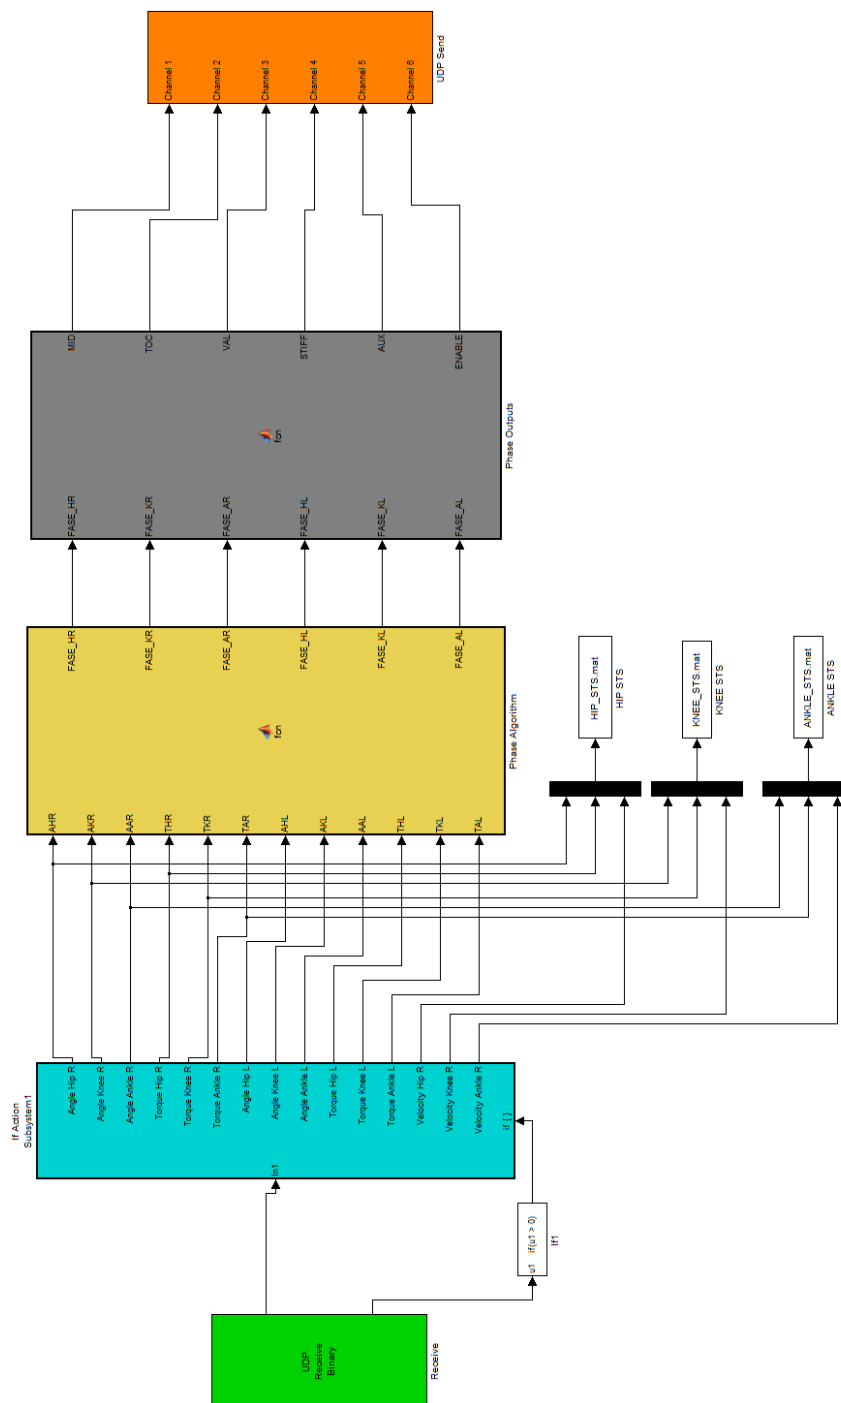 UDP
Receive
Binary
Receive
u1 if(u1 > 0)
If1
If Action
Subsystem1
In1
if { }
Angle Hip R
Angle Knee R
Angle Ankle R
Torque Hip R
Torque Knee R
Torque Ankle R
Angle Hip L
Angle Knee L
Angle Ankle L
Torque Hip L
Torque Knee L
Torque Ankle L
Velocity Hip R
Velocity Knee R
Velocity Ankle R
AHR
AKR
AAR
THR
TKR
TAR
AHL
AKL
AAL
THL
TKL
TAL
fcn
FASE_HR
FASE_KR
FASE_AR
FASE_HL
FASE_KL
FASE_AL
Phase Algorithm
HIP_STS.mat
HIP STS
KNEE_STS.mat
KNEE STS
ANKLE_STS.mat
ANKLE STS
FASE_HR
FASE_KR
FASE_AR
FASE_HL
FASE_KL
FASE_AL
fcn
MID
TOC
VAL
STIFF
AUX
ENABLE
Phase Outputs
Channel 1
Channel 2
Channel 3
Channel 4
Channel 5
Channel 6
UDP Send